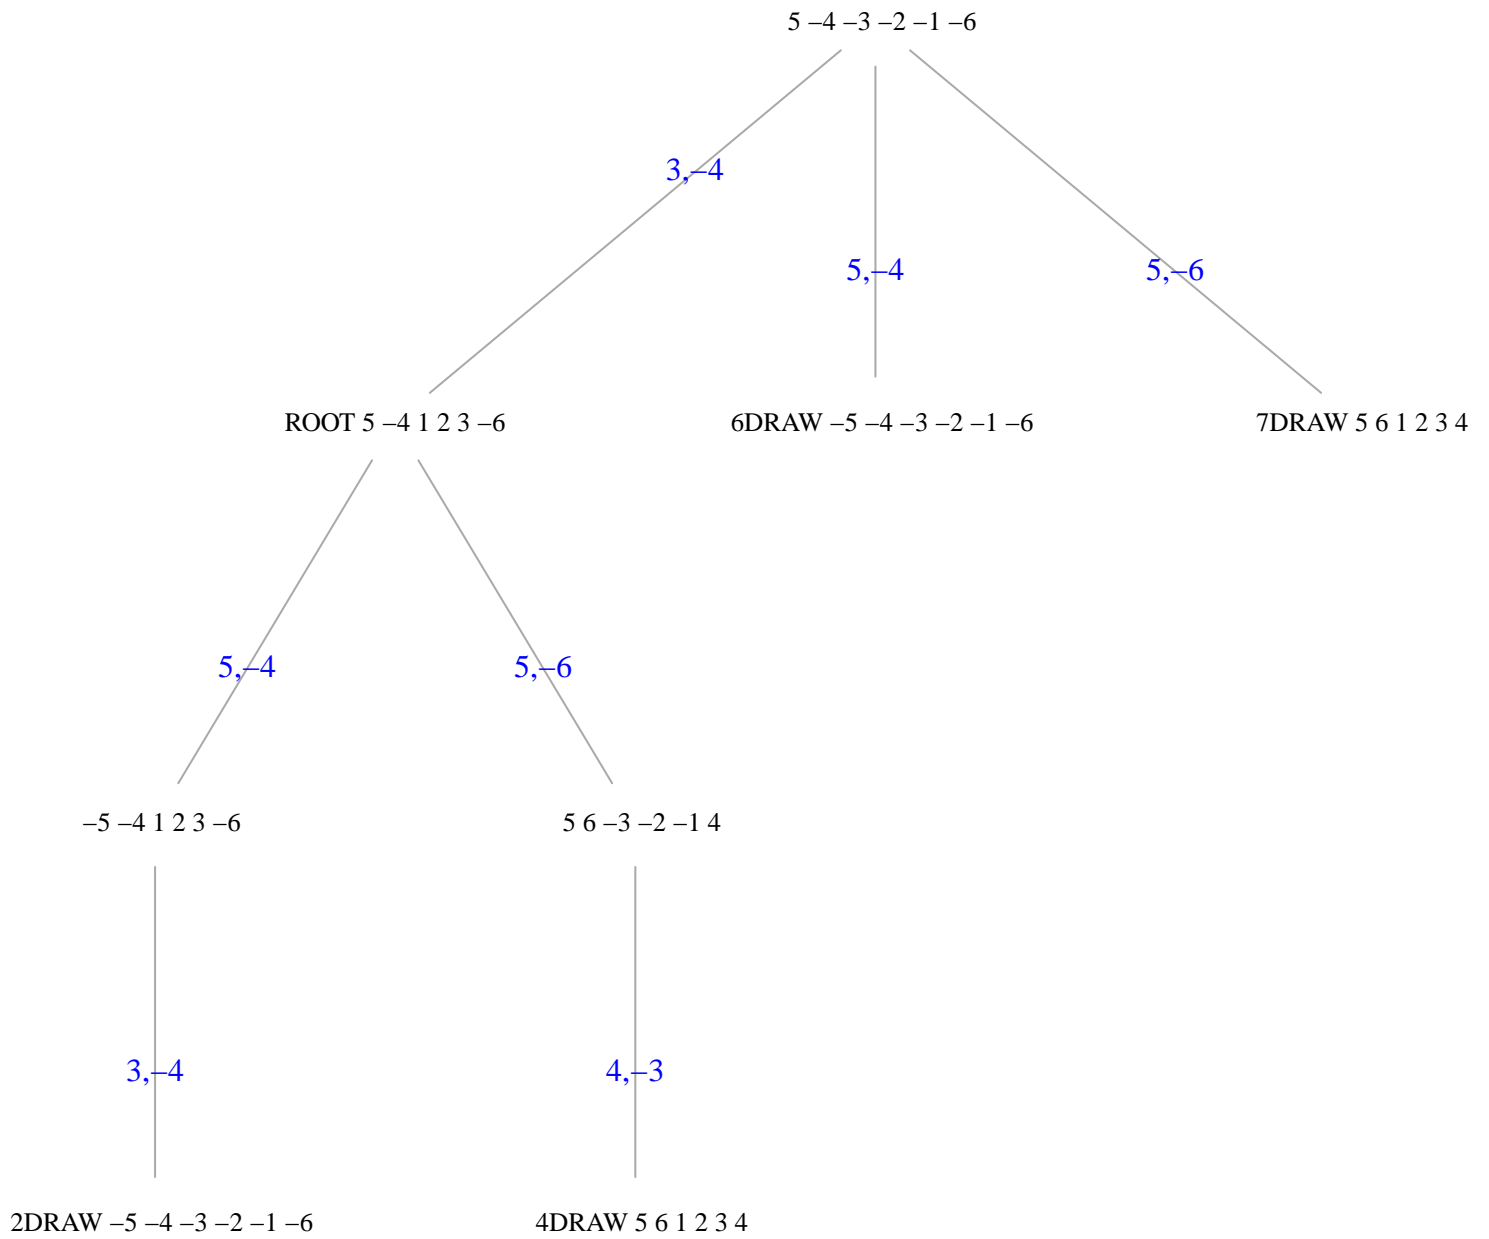 5 –4 –3 –2 –1 –6
3,–4
5,–4
5,–6
ROOT 5 –4 1 2 3 –6
6DRAW –5 –4 –3 –2 –1 –6
7DRAW 5 6 1 2 3 4
5,–4
5,–6
–5 –4 1 2 3 –6
5 6 –3 –2 –1 4
3,–4
4,–3
2DRAW –5 –4 –3 –2 –1 –6
4DRAW 5 6 1 2 3 4